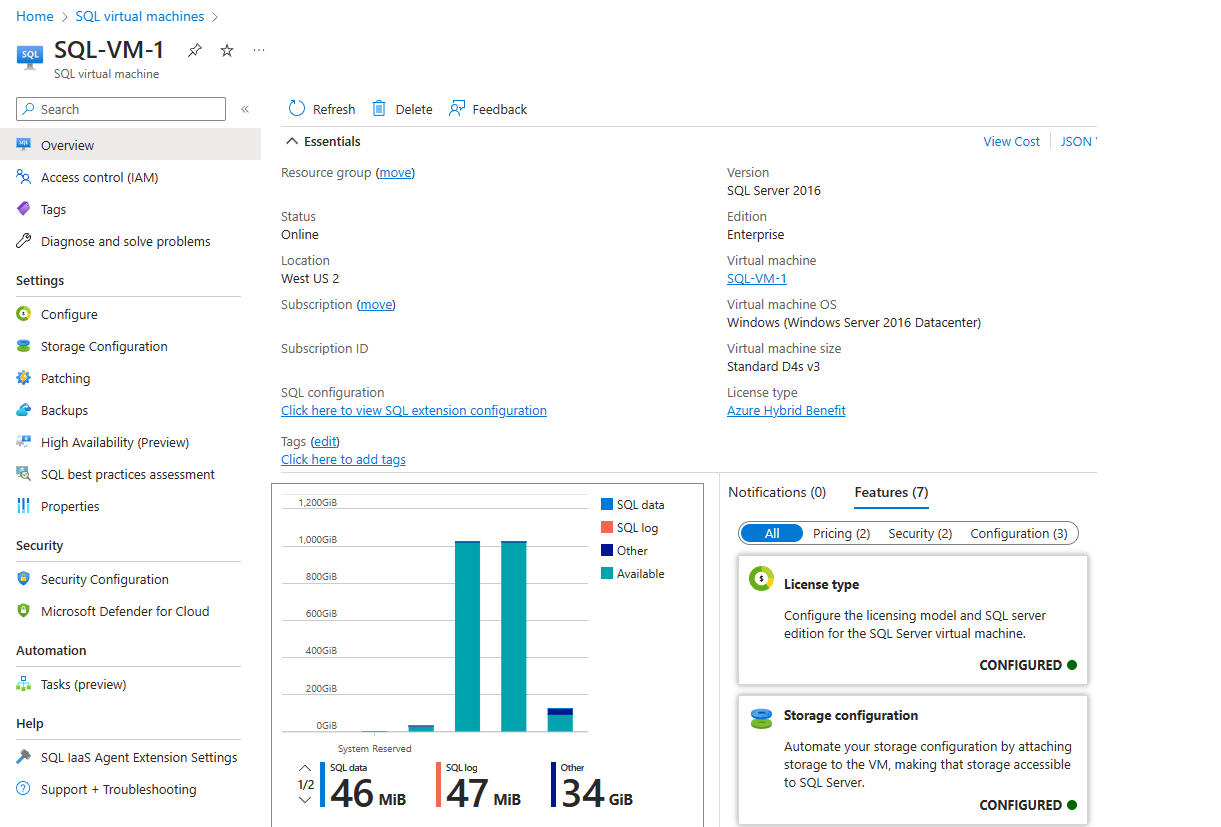 Home > SQL virtual machines >
SQL
SQL-VM-1
...
SQL virtual machine
Search
«
Overview
Access control (IAM)
Tags
Diagnose and solve problems
Settings
Configure
Storage Configuration
Patching
Backups
High Availability (Preview)
SQL best practices assessment
Properties
Security
Security Configuration
Microsoft Defender for Cloud
Automation
Tasks (preview)
Help
SQL IaaS Agent Extension Settings
Support + Troubleshooting
Refresh
Delete
Feedback
Essentials
View Cost
JSON
Resource group (move)
Status
Online
Location
West US 2
Subscription (move)
Subscription ID
SQL configuration
Click here to view SQL extension configuration
Tags (edit)
Click here to add tags
Version
SQL Server 2016
Edition
Enterprise
Virtual machine
SQL-VM-1
Virtual machine OS
Windows (Windows Server 2016 Datacenter)
Virtual machine size
Standard D4s v3
License type
Azure Hybrid Benefit
1,200GiB
1,000GiB
800GiB
600GiB
400GiB
200GiB
0GiB
System Reserved
SQL data
SQL log
Other
Available
1/2
SQL data
46 MiB
SQL log
47 MiB
Other
34 GiB
Notifications (0)
Features (7)
All
Pricing (2)
Security (2)
Configuration (3)
License type
Configure the licensing model and SQL server
edition for the SQL Server virtual machine.
CONFIGURED
Storage configuration
Automate your storage configuration by attaching
storage to the VM, making that storage accessible
to SQL Server.
CONFIGURED